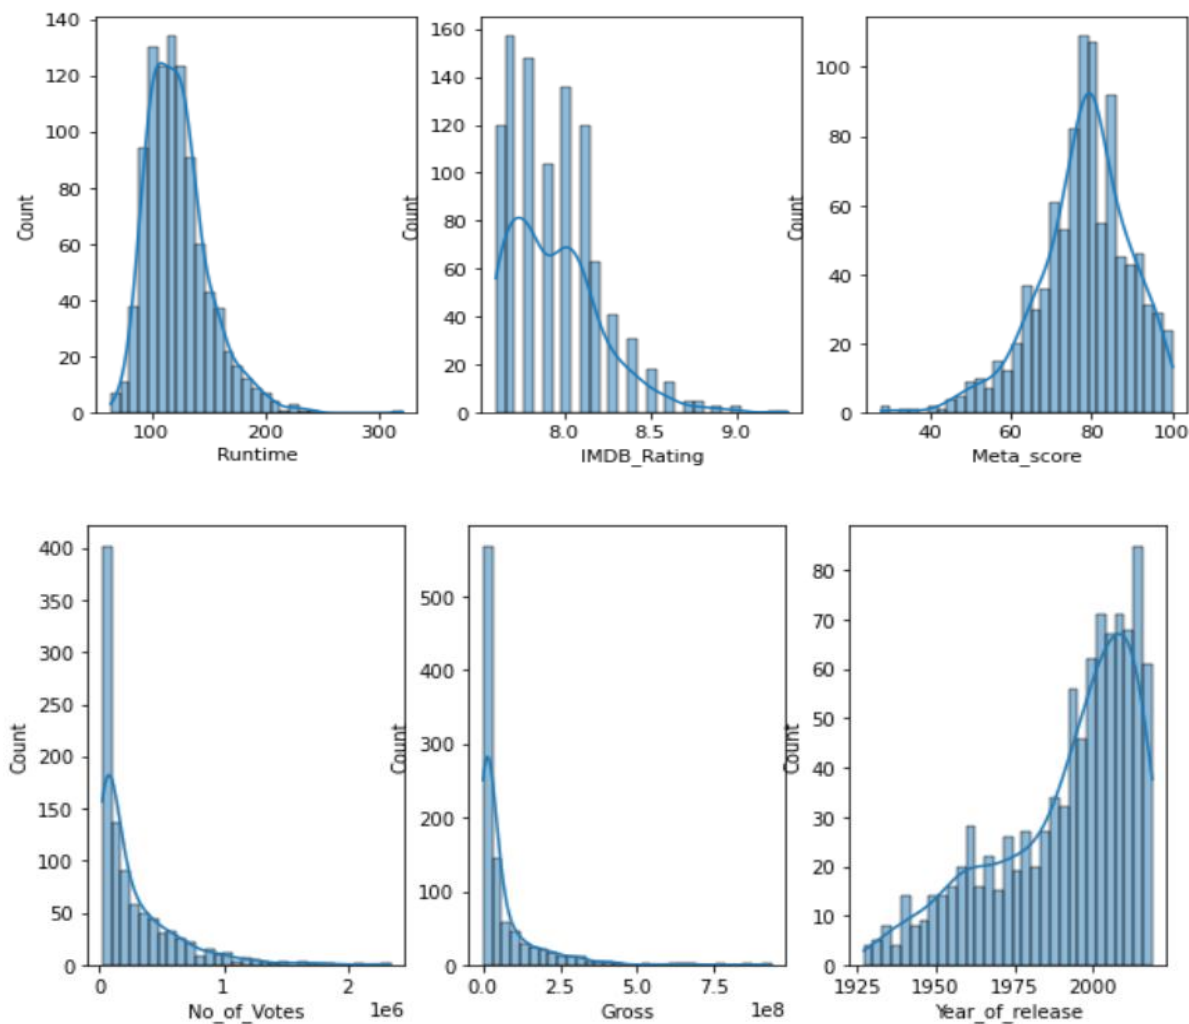 140
120
100
80
60
40
20
0
Count
100 200 300
Runtime
160
140
120
100
80
60
40
20
0
Count
8.0 8.5 9.0
IMDB_Rating
100
80
60
40
20
0
Count
40 60 80 100
Meta_score
400
350
300
250
200
150
100
50
0
Count
0 1 2
1e6
No_of_Votes
500
400
300
200
100
0
Count
0.0 2.5 5.0 7.5
1e8
Gross
80
70
60
50
40
30
20
10
0
Count
1925 1950 1975 2000
Year_of_release